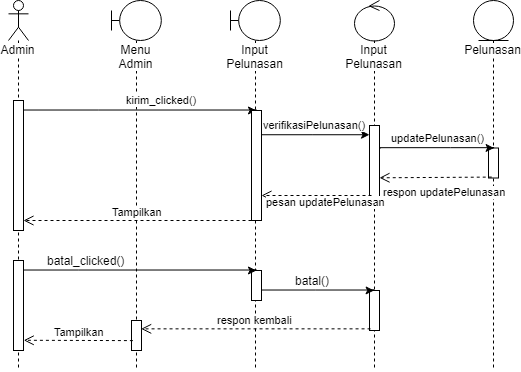 Admin
Menu
Admin
Input
Pelunasan
Input
Pelunasan
Pelunasan
kirim_clicked()
verifikasiPelunasan()
updatePelunasan()
respon updatePelunasan
pesan updatePelunasan
Tampilkan
batal_clicked()
batal()
respon kembali
Tampilkan